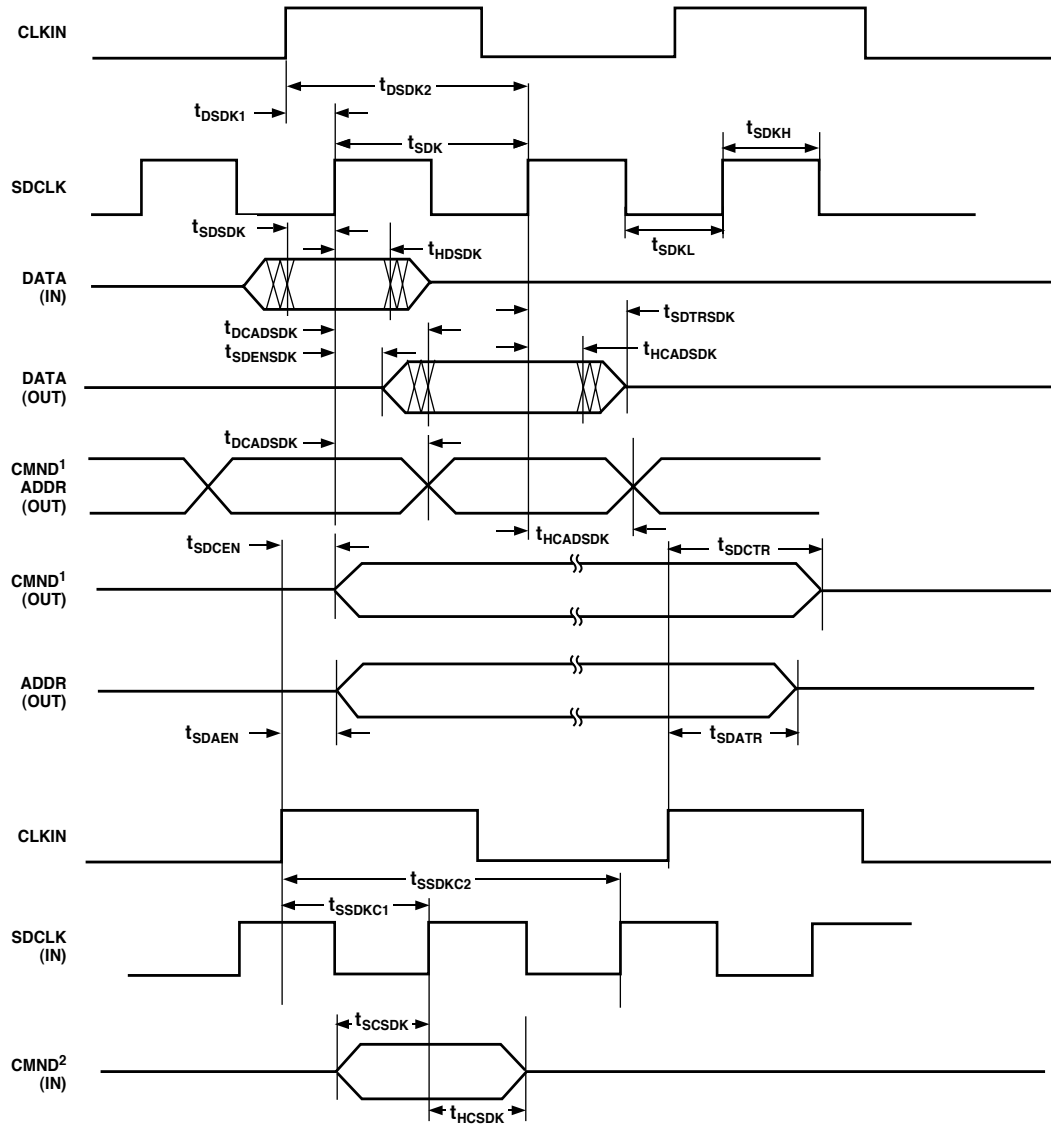 CLKIN
tDSDK2
tDSDK1
tSDK
tSDKH
SDCLK
tSDSDK
tHDSDK
tSDKL
DATA
(IN)
tSDTRSDK
tDCADSDK
tSDENSDK
tHCADSDK
DATA
(OUT)
tDCADSDK
CMND1
ADDR
(OUT)
tHCADSDK
tSDCEN
tSDCTR
CMND1
(OUT)
ADDR
(OUT)
tSDAEN
tSDATR
CLKIN
tSSDKC2
tSSDKC1
SDCLK
(IN)
tSCSDK
CMND2
(IN)
tHCSDK